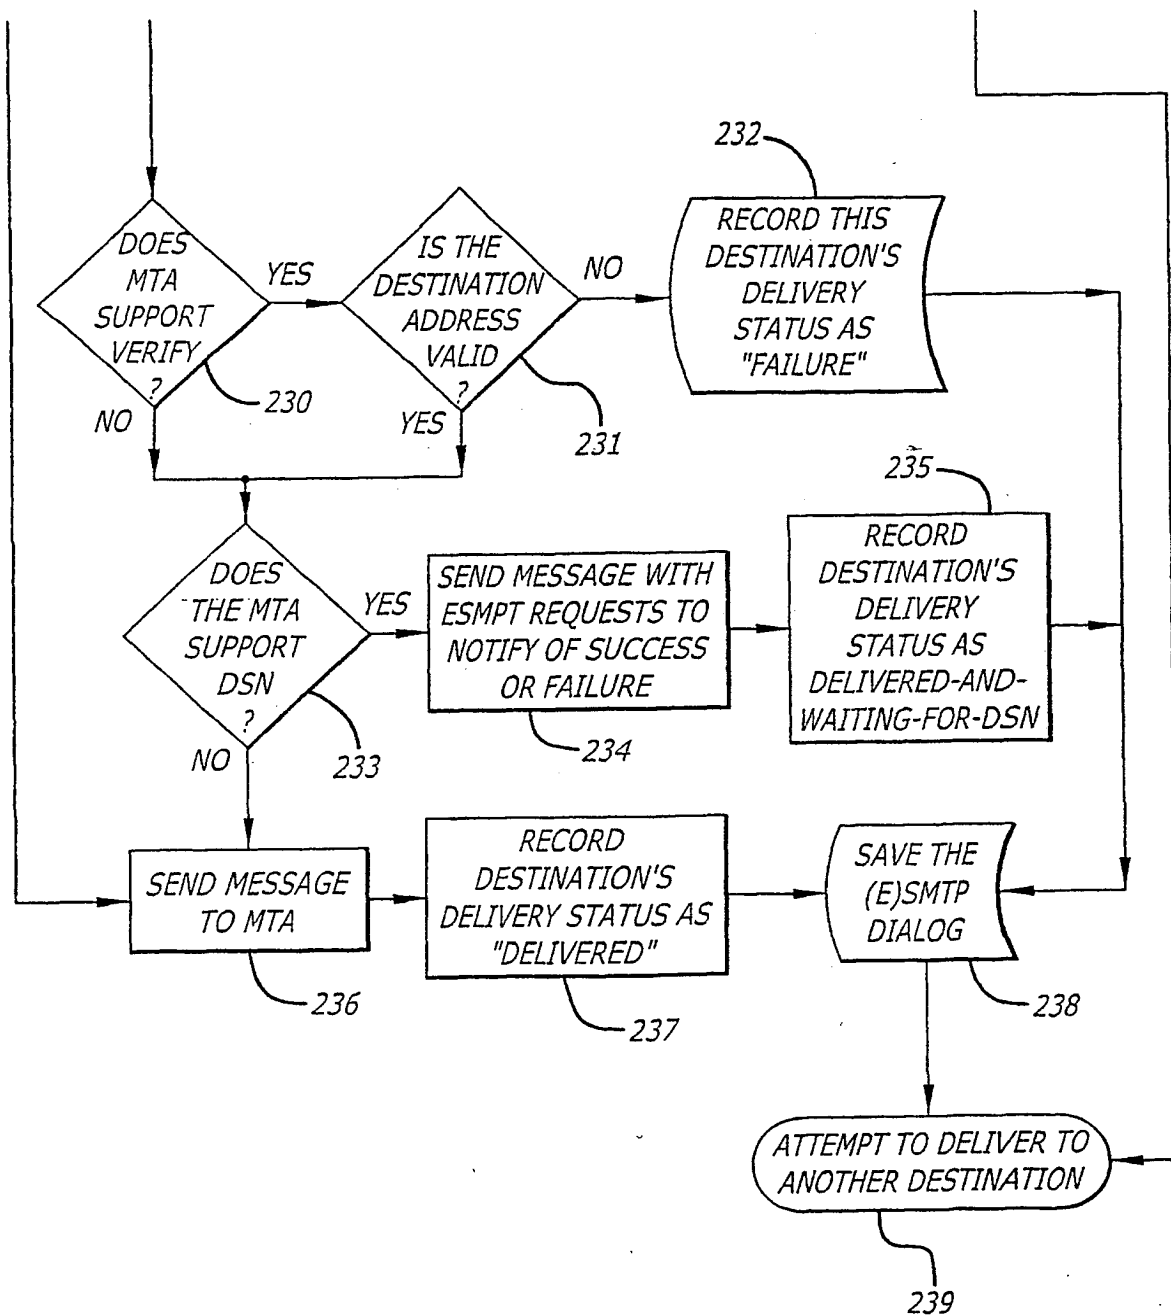 232
DOES
MTA
SUPPORT
VERIFY
?
YES
IS THE
DESTINATION
ADDRESS
VALID
?
NO
RECORD THIS
DESTINATION'S
DELIVERY
STATUS AS
"FAILURE"
230
231
NO
YES
235
DOES
THE MTA
SUPPORT
DSN
?
YES
SEND MESSAGE WITH
ESMPT REQUESTS TO
NOTIFY OF SUCCESS
OR FAILURE
RECORD
DESTINATION'S
DELIVERY
STATUS AS
DELIVERED-AND-
WAITING-FOR-DSN
NO
233
234
SEND MESSAGE
TO MTA
RECORD
DESTINATION'S
DELIVERY STATUS AS
"DELIVERED"
SAVE THE
(E)SMTP
DIALOG
236
237
238
ATTEMPT TO DELIVER TO
ANOTHER DESTINATION
239